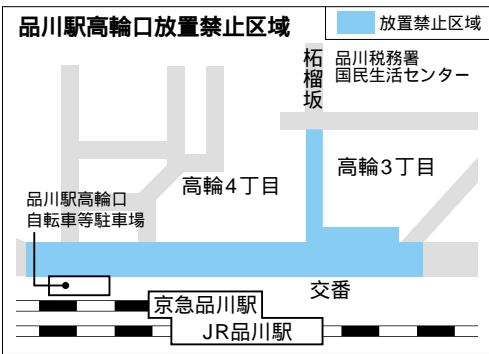 品川駅高輪口放置禁止区域
放置禁止区域
柘榴坂
品川税務署
国民生活センター
高輪3丁目
高輪4丁目
品川駅高輪口
自転車等駐車場
交番
京急品川駅
JR品川駅